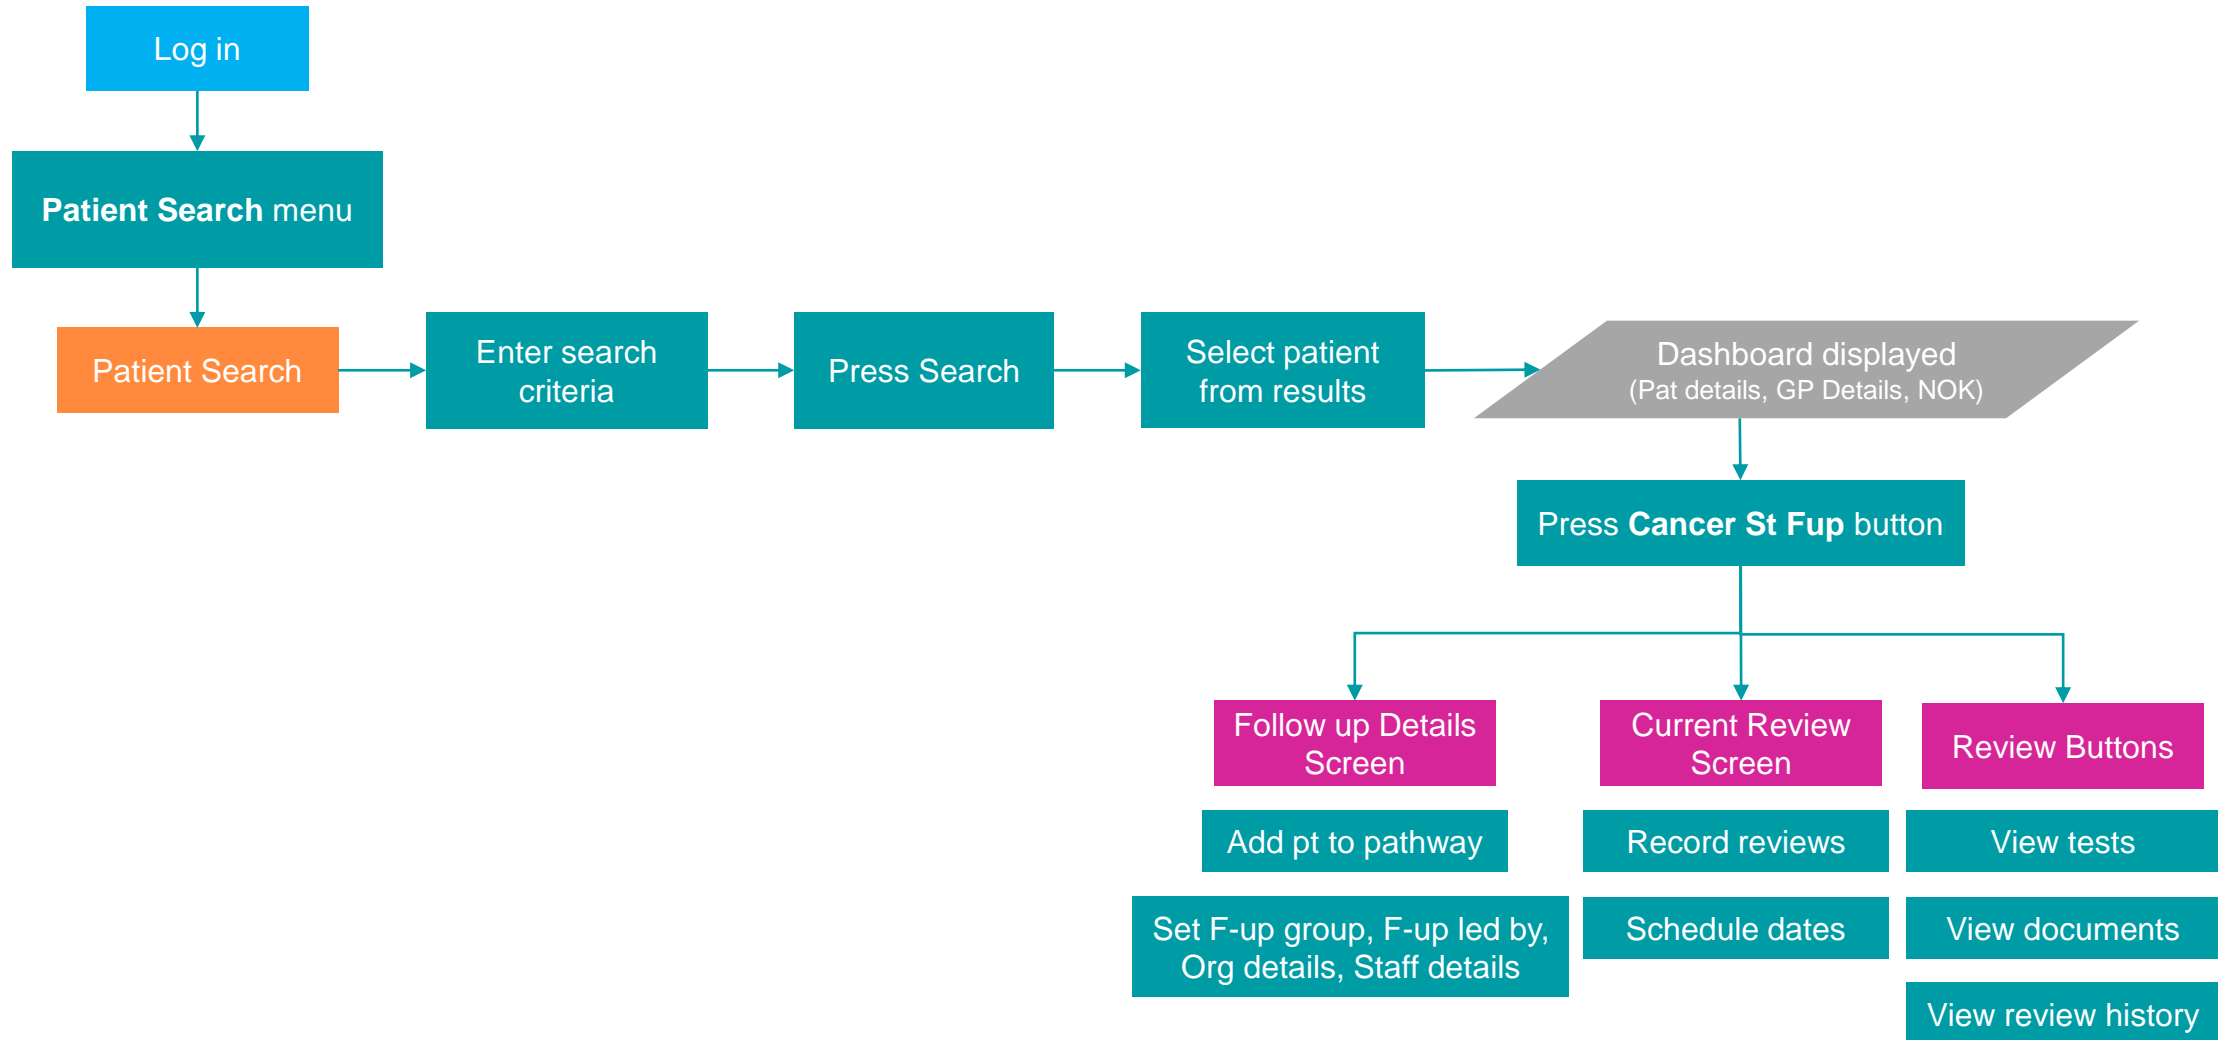 Log in
Patient Search menu
Patient Search
Enter search
criteria
Press Search
Select patient
from results
Dashboard displayed
(Pat details, GP Details, NOK)
Press Cancer St Fup button
Follow up Details
Screen
Add pt to pathway
Set F-up group, F-up led by,
Org details, Staff details
Current Review
Screen
Record reviews
Schedule dates
Review Buttons
View tests
View documents
View review history